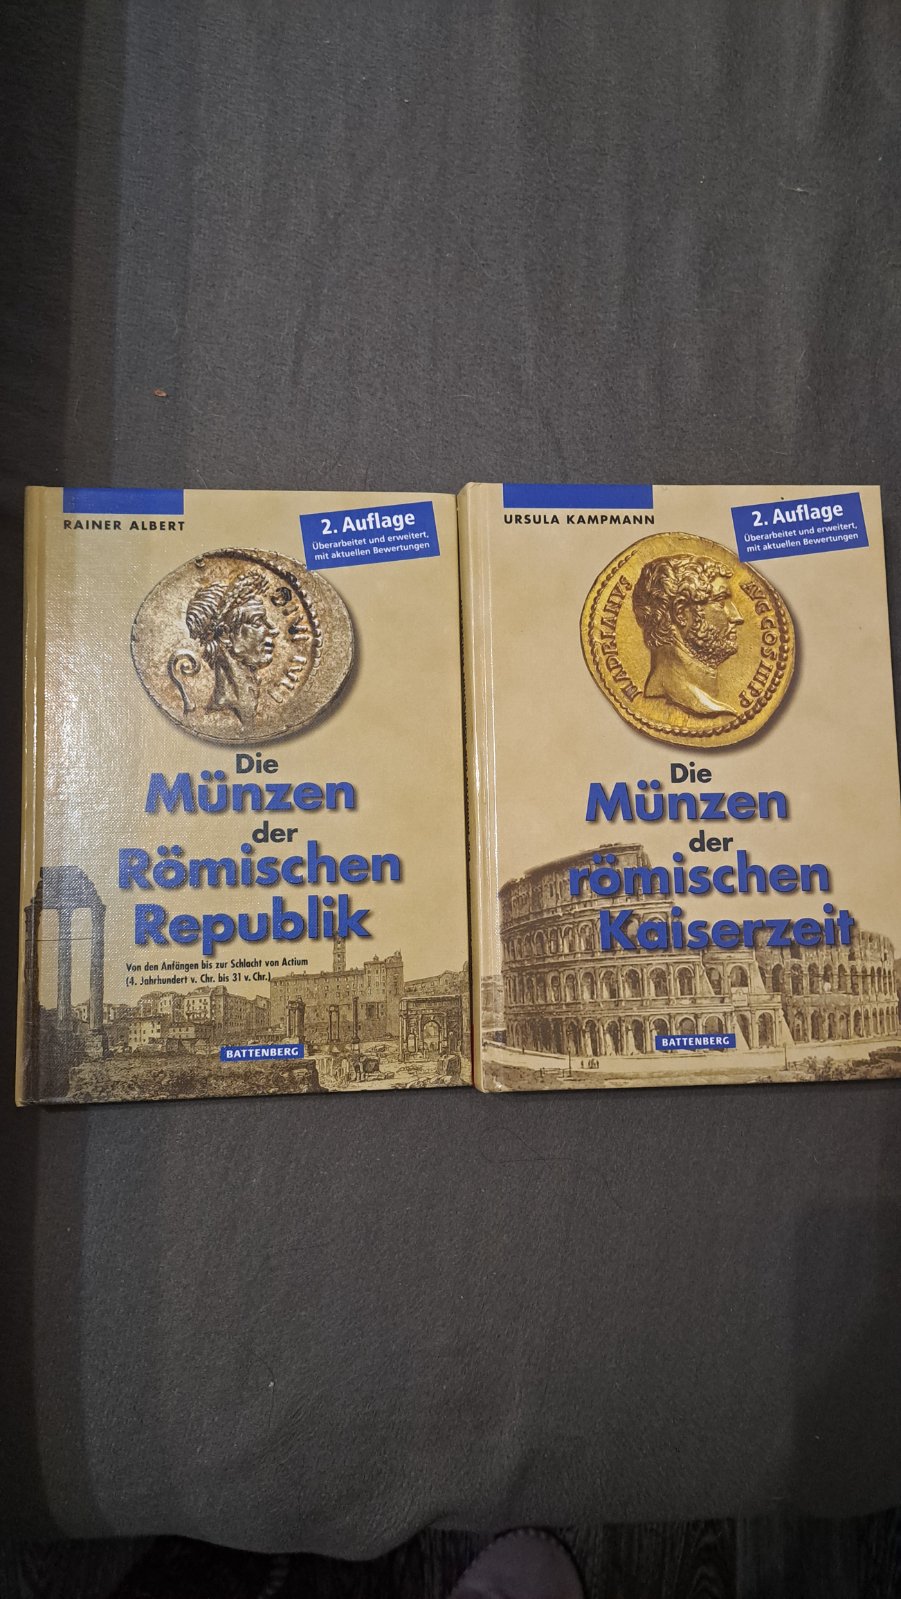 RAINER ALBERT
2. Auflage
Überarbeitet und erweitert,
mit aktuellen Bewertungen
DIVI IVLI
Die
Münzen
der
Römischen
Republik
Von den Anfängen bis zur Schlacht von Actium
(4. Jahrhundert v. Chr. bis 31 v. Chr.)
BATTENBERG
URSULA KAMPMANN
2. Auflage
Überarbeitet und erweitert,
mit aktuellen Bewertungen
HADRIANVS AVG COS III PP
Die
Münzen
der
römischen
Kaiserzeit
BATTENBERG